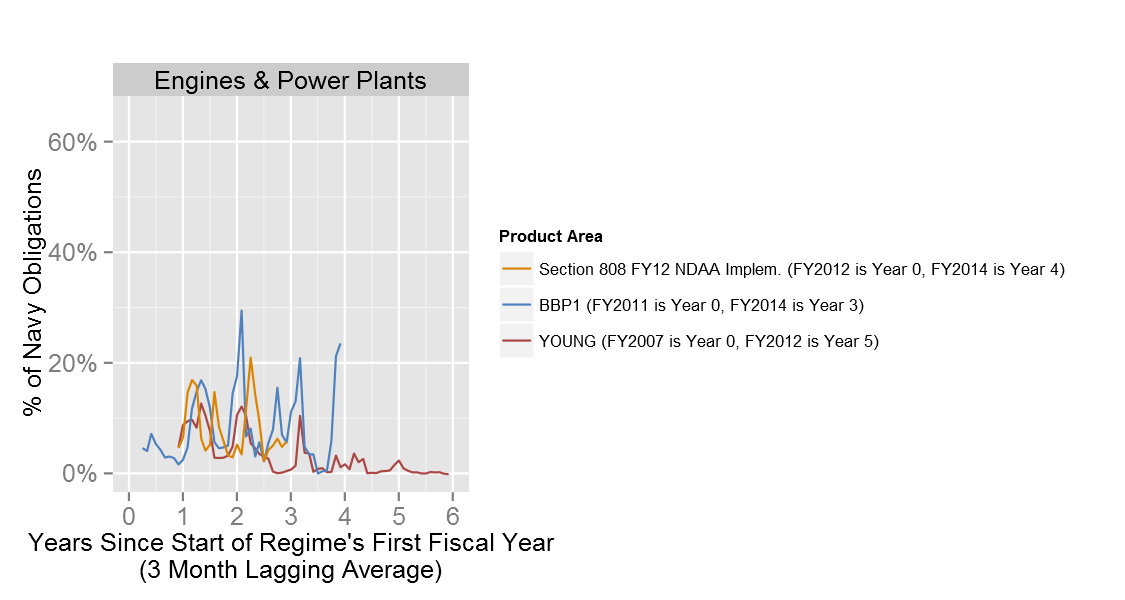 Engines & Power Plants
60%
40%
20%
0%
% of Navy Obligations
0 1 2 3 4 5 6
Years Since Start of Regime's First Fiscal Year
(3 Month Lagging Average)
Product Area
Section 808 FY12 NDAA Implem. (FY2012 is Year 0, FY2014 is Year 4)
BBP1 (FY2011 is Year 0, FY2014 is Year 3)
YOUNG (FY2007 is Year 0, FY2012 is Year 5)